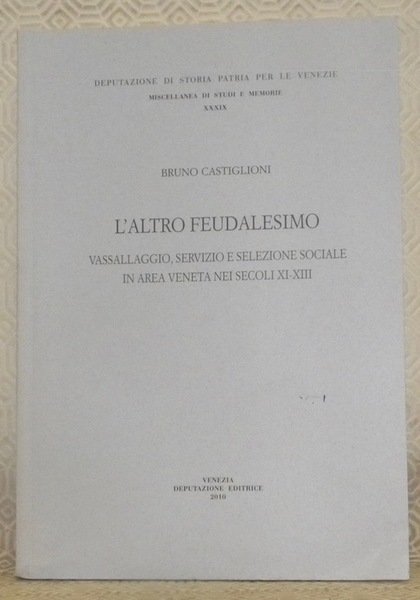 DEPUTAZIONE DI STORIA PATRIA PER LE VENEZIE
MISCELLANEA DI STUDI E MEMORIE
XXXIX
BRUNO CASTIGLIONI
L'ALTRO FEUDALESIMO
VASSALLAGGIO, SERVIZIO E SELEZIONE SOCIALE
IN AREA VENETA NEI SECOLI XI-XIII
VENEZIA
DEPUTAZIONE EDITRICE
2010